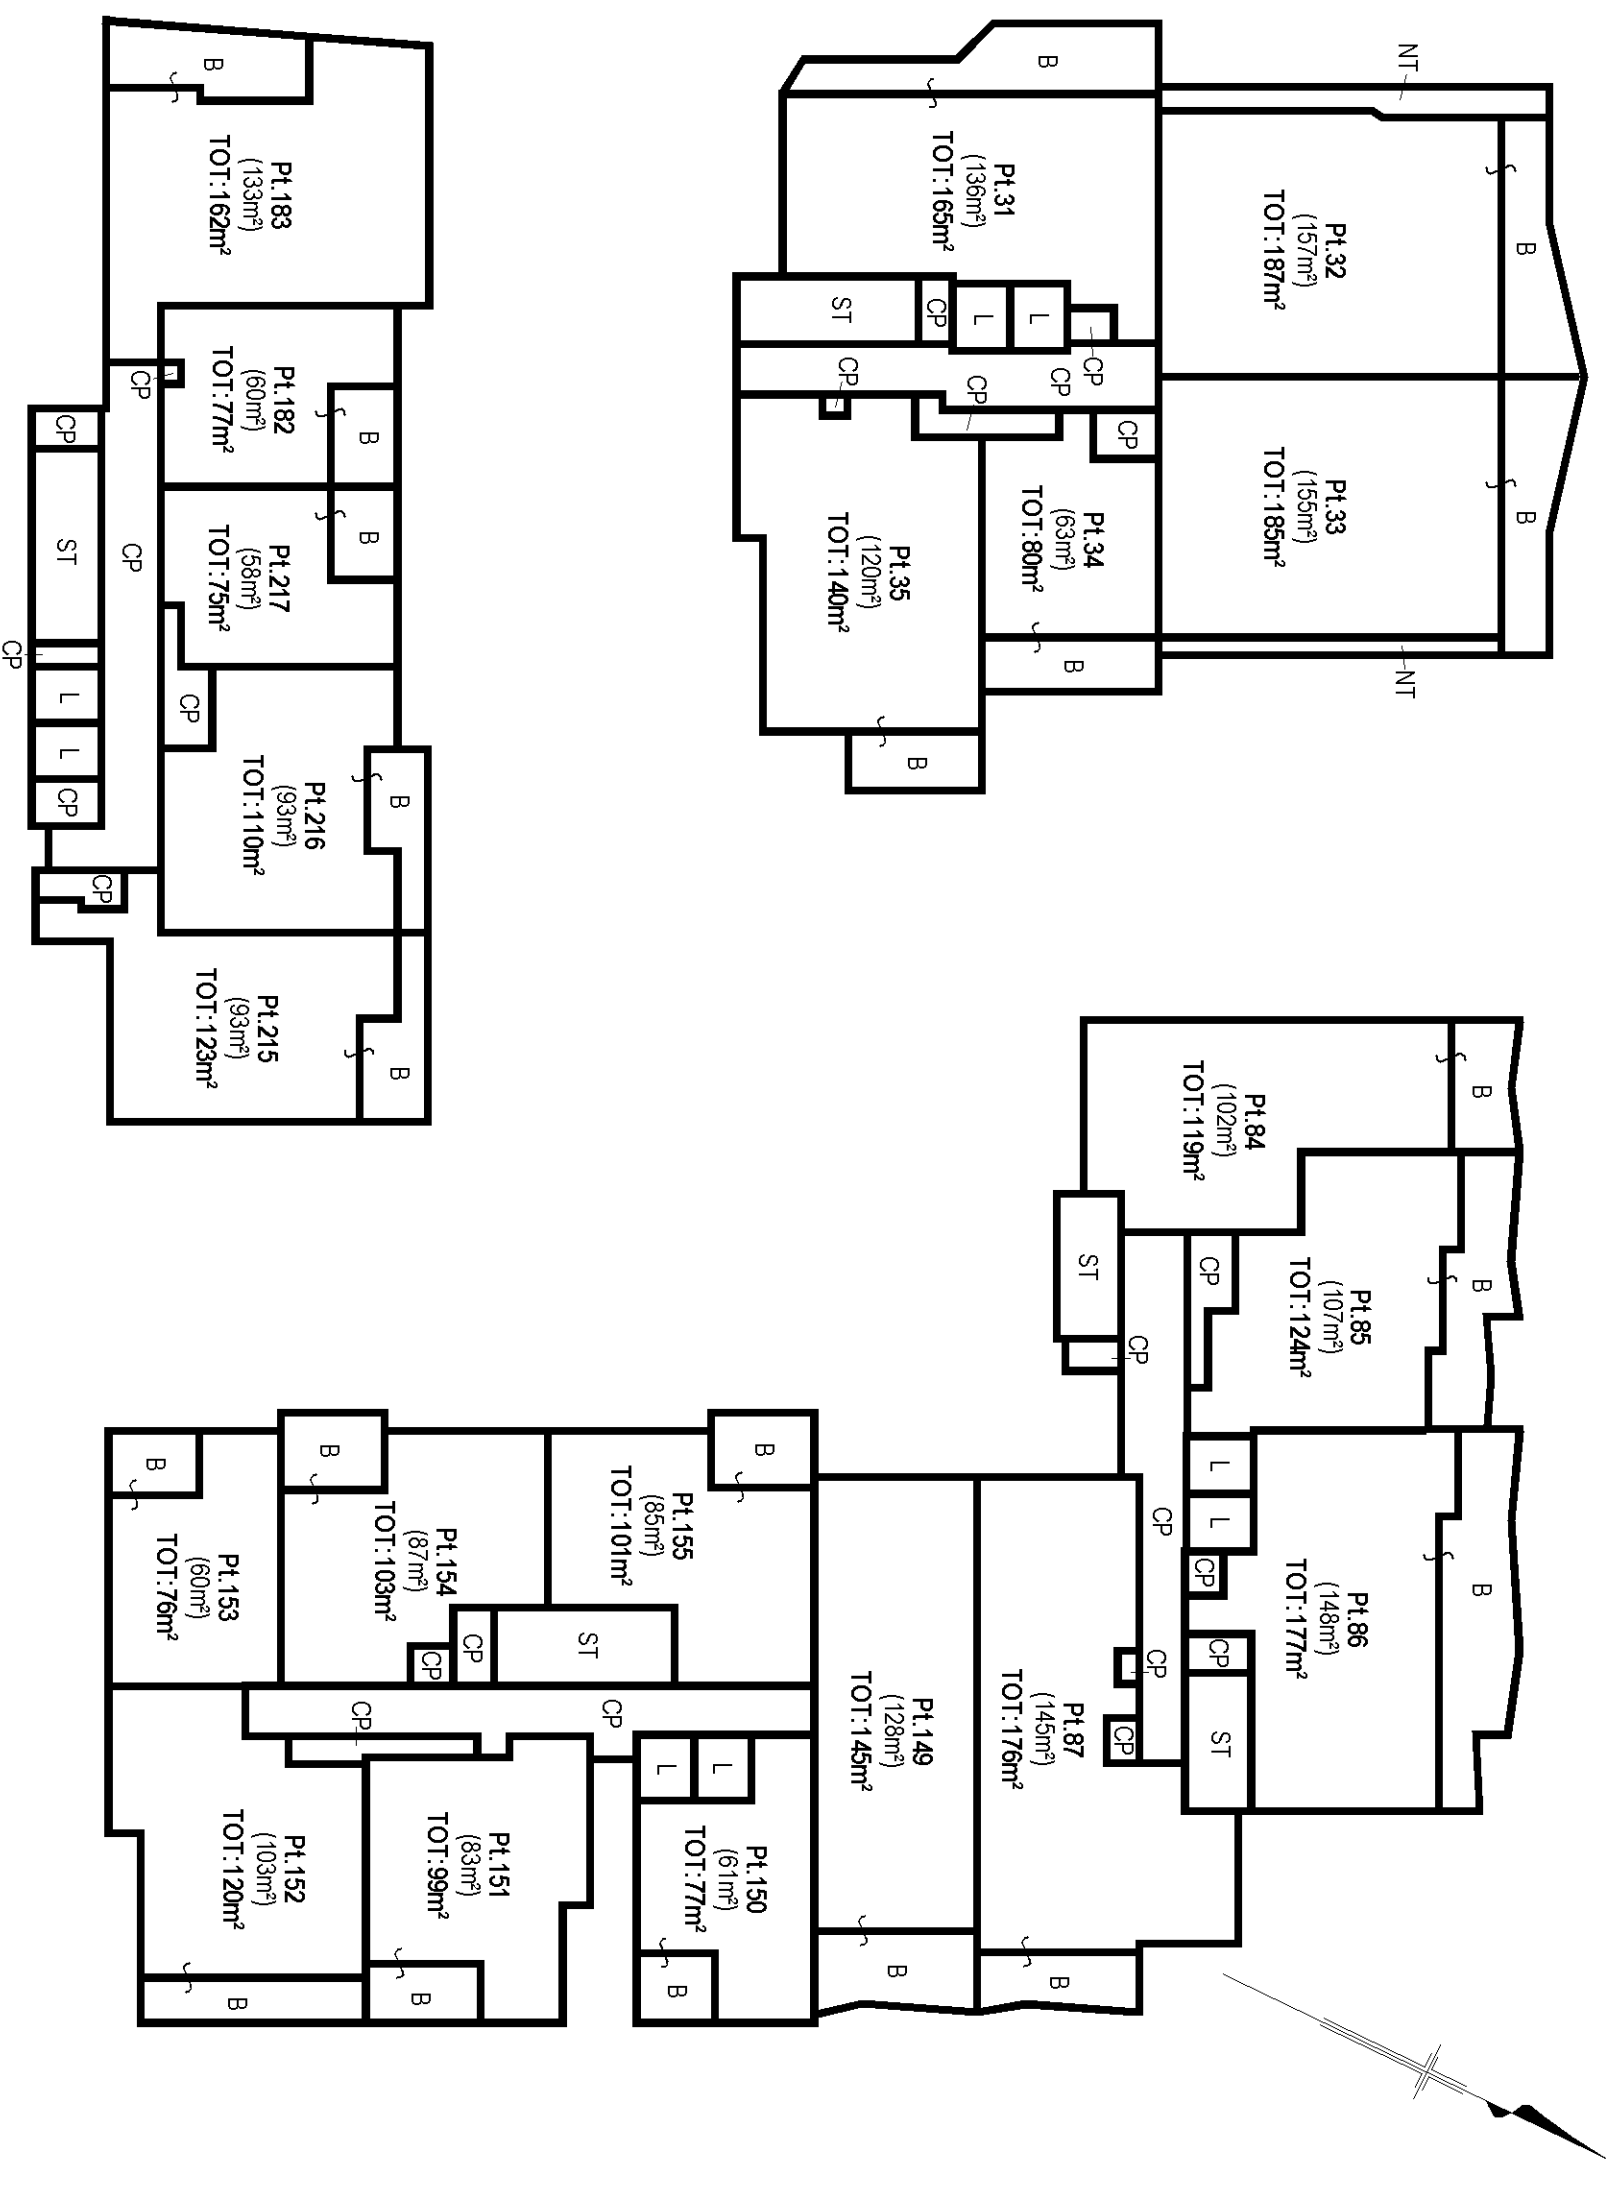 NT
B
B
Pt.183
(133m²)
TOT:162m²
Pt.31
(136m²)
TOT:165m²
Pt.32
(157m²)
TOT:187m²
B
ST
CP
L
L
CP
CP
CP
CP
CP
Pt.182
(60m²)
TOT:77m²
B
CP
CP
Pt.33
(155m²)
TOT:185m²
B
Pt.34
(63m²)
TOT:80m²
B
NT
Pt.35
(120m²)
TOT:140m²
B
Pt.217
(58m²)
TOT:75m²
B
ST
CP
CP
L
L
CP
CP
Pt.216
(93m²)
TOT:110m²
B
CP
Pt.215
(93m²)
TOT:123m²
B
Pt.84
(102m²)
TOT:119m²
B
ST
CP
CP
Pt.85
(107m²)
TOT:124m²
B
L
L
CP
CP
CP
ST
Pt.86
(148m²)
TOT:177m²
B
CP
CP
Pt.87
(145m²)
TOT:176m²
B
Pt.149
(128m²)
TOT:145m²
B
B
Pt.155
(85m²)
TOT:101m²
B
Pt.154
(87m²)
TOT:103m²
B
Pt.153
(60m²)
TOT:76m²
ST
CP
CP
CP
CP
L
L
Pt.150
(61m²)
TOT:77m²
B
Pt.151
(83m²)
TOT:99m²
B
Pt.152
(103m²)
TOT:120m²
B